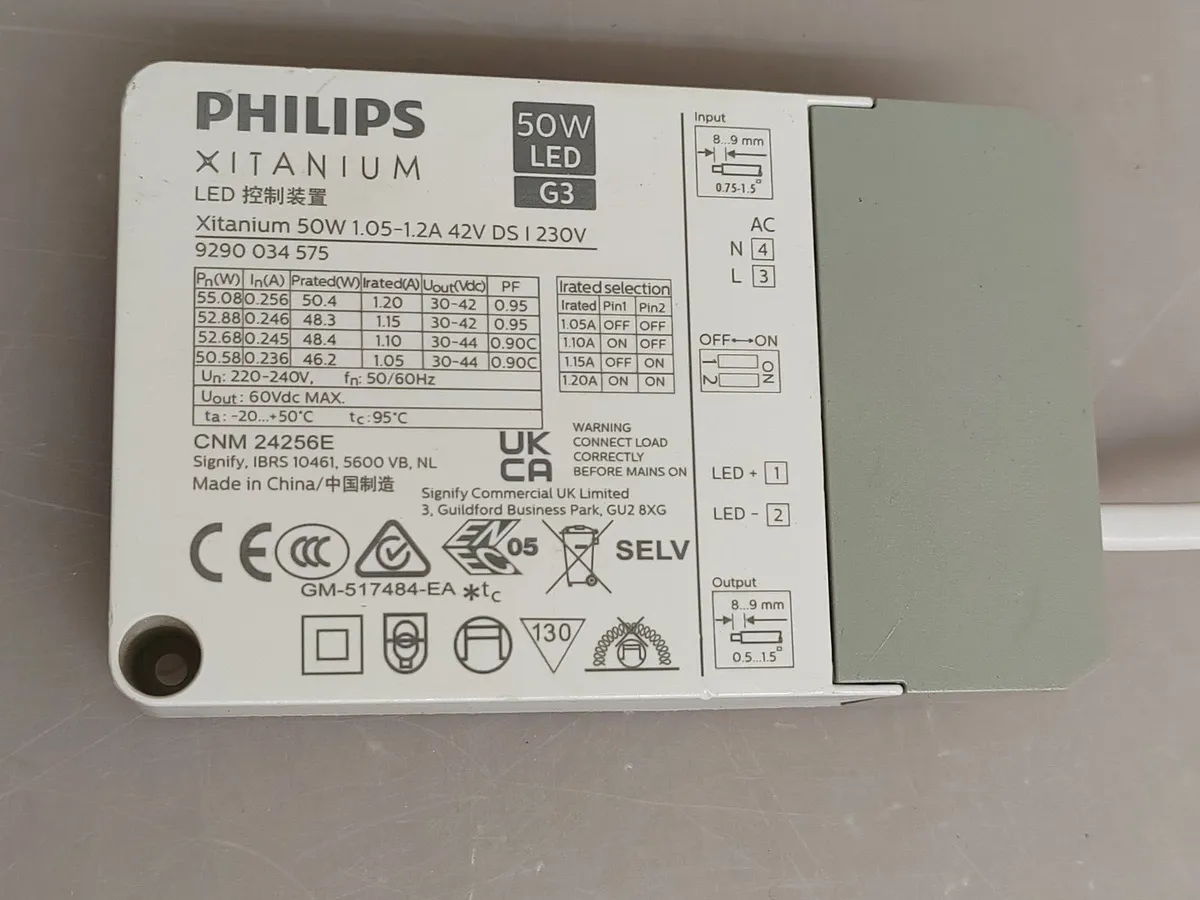 PHILIPS
XITANIUM
LED 控制装置
50W
LED
G3
Xitanium 50W 1.05-1.2A 42V DS I 230V
9290 034 575
Pn(W) In(A) Prated(W) Irated(A) Uout(Vdc) PF
55.08 0.256 50.4 1.20 30-42 0.95
52.88 0.246 48.3 1.15 30-42 0.95
52.68 0.245 48.4 1.10 30-44 0.90C
50.58 0.236 46.2 1.05 30-44 0.90C
Un: 220-240V, fn: 50/60Hz
Uout: 60Vdc MAX.
ta: -20...+50°C tc:95°C
Irated selection
Irated Pin1 Pin2
1.05A OFF OFF
1.10A ON OFF
1.15A OFF ON
1.20A ON ON
CNM 24256E
Signify, IBRS 10461, 5600 VB, NL
Made in China/中国制造
UK
CA
WARNING
CONNECT LOAD
CORRECTLY
BEFORE MAINS ON
Signify Commercial UK Limited
3, Guildford Business Park, GU2 8XG
CE CCC ENEC 05 SELV
GM-517484-EA *tc
130
Input
8...9 mm
0.75-1.5
AC
N 4
L 3
OFF↔ON
1 ON
2
LED + 1
LED - 2
Output
8...9 mm
0.5...1.5